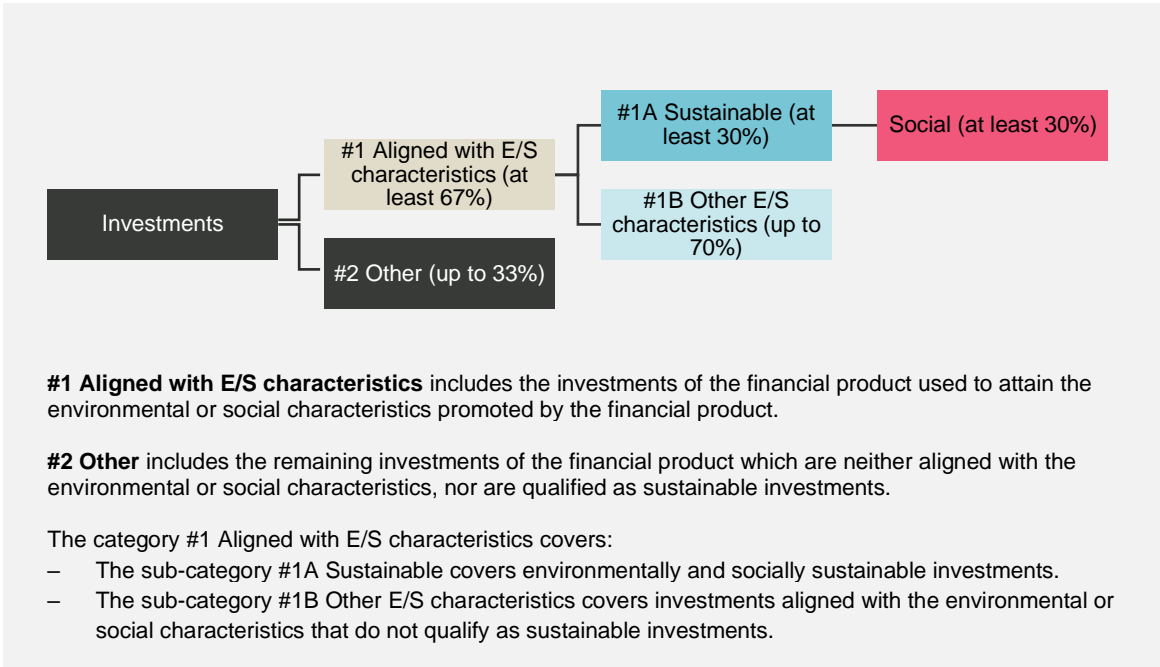 #1A Sustainable (at
least 30%)
Social (at least 30%)
#1 Aligned with E/S
characteristics (at
least 67%)
#1B Other E/S
characteristics (up to
70%)
Investments
#2 Other (up to 33%)
#1 Aligned with E/S characteristics includes the investments of the financial product used to attain the
environmental or social characteristics promoted by the financial product.
#2 Other includes the remaining investments of the financial product which are neither aligned with the
environmental or social characteristics, nor are qualified as sustainable investments.
The category #1 Aligned with E/S characteristics covers:
– The sub-category #1A Sustainable covers environmentally and socially sustainable investments.
– The sub-category #1B Other E/S characteristics covers investments aligned with the environmental or
social characteristics that do not qualify as sustainable investments.